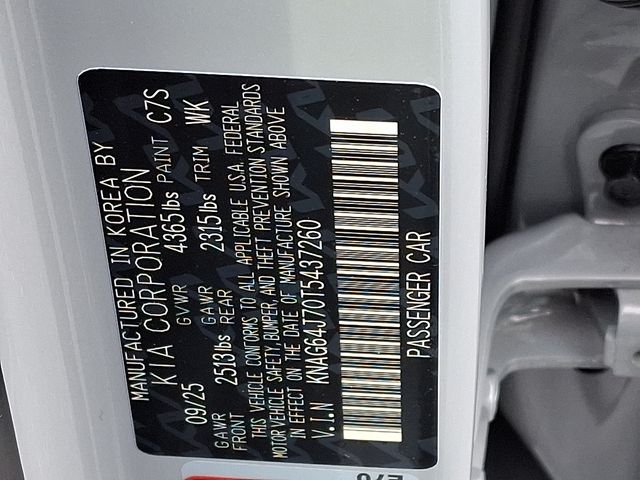 MANUFACTURED IN KOREA BY
KIA CORPORATION
09/25 GVWR 4365lbs PAINT C7S
GAWR FRONT 2513lbs GAWR REAR 2315lbs TRIM WK
THIS VEHICLE CONFORMS TO ALL APPLICABLE U.S.A. FEDERAL
MOTOR VEHICLE SAFETY, BUMPER, AND THEFT PREVENTION STANDARDS
IN EFFECT ON THE DATE OF MANUFACTURE SHOWN ABOVE
V.I.N KNAG64J70T5437260
PASSENGER CAR